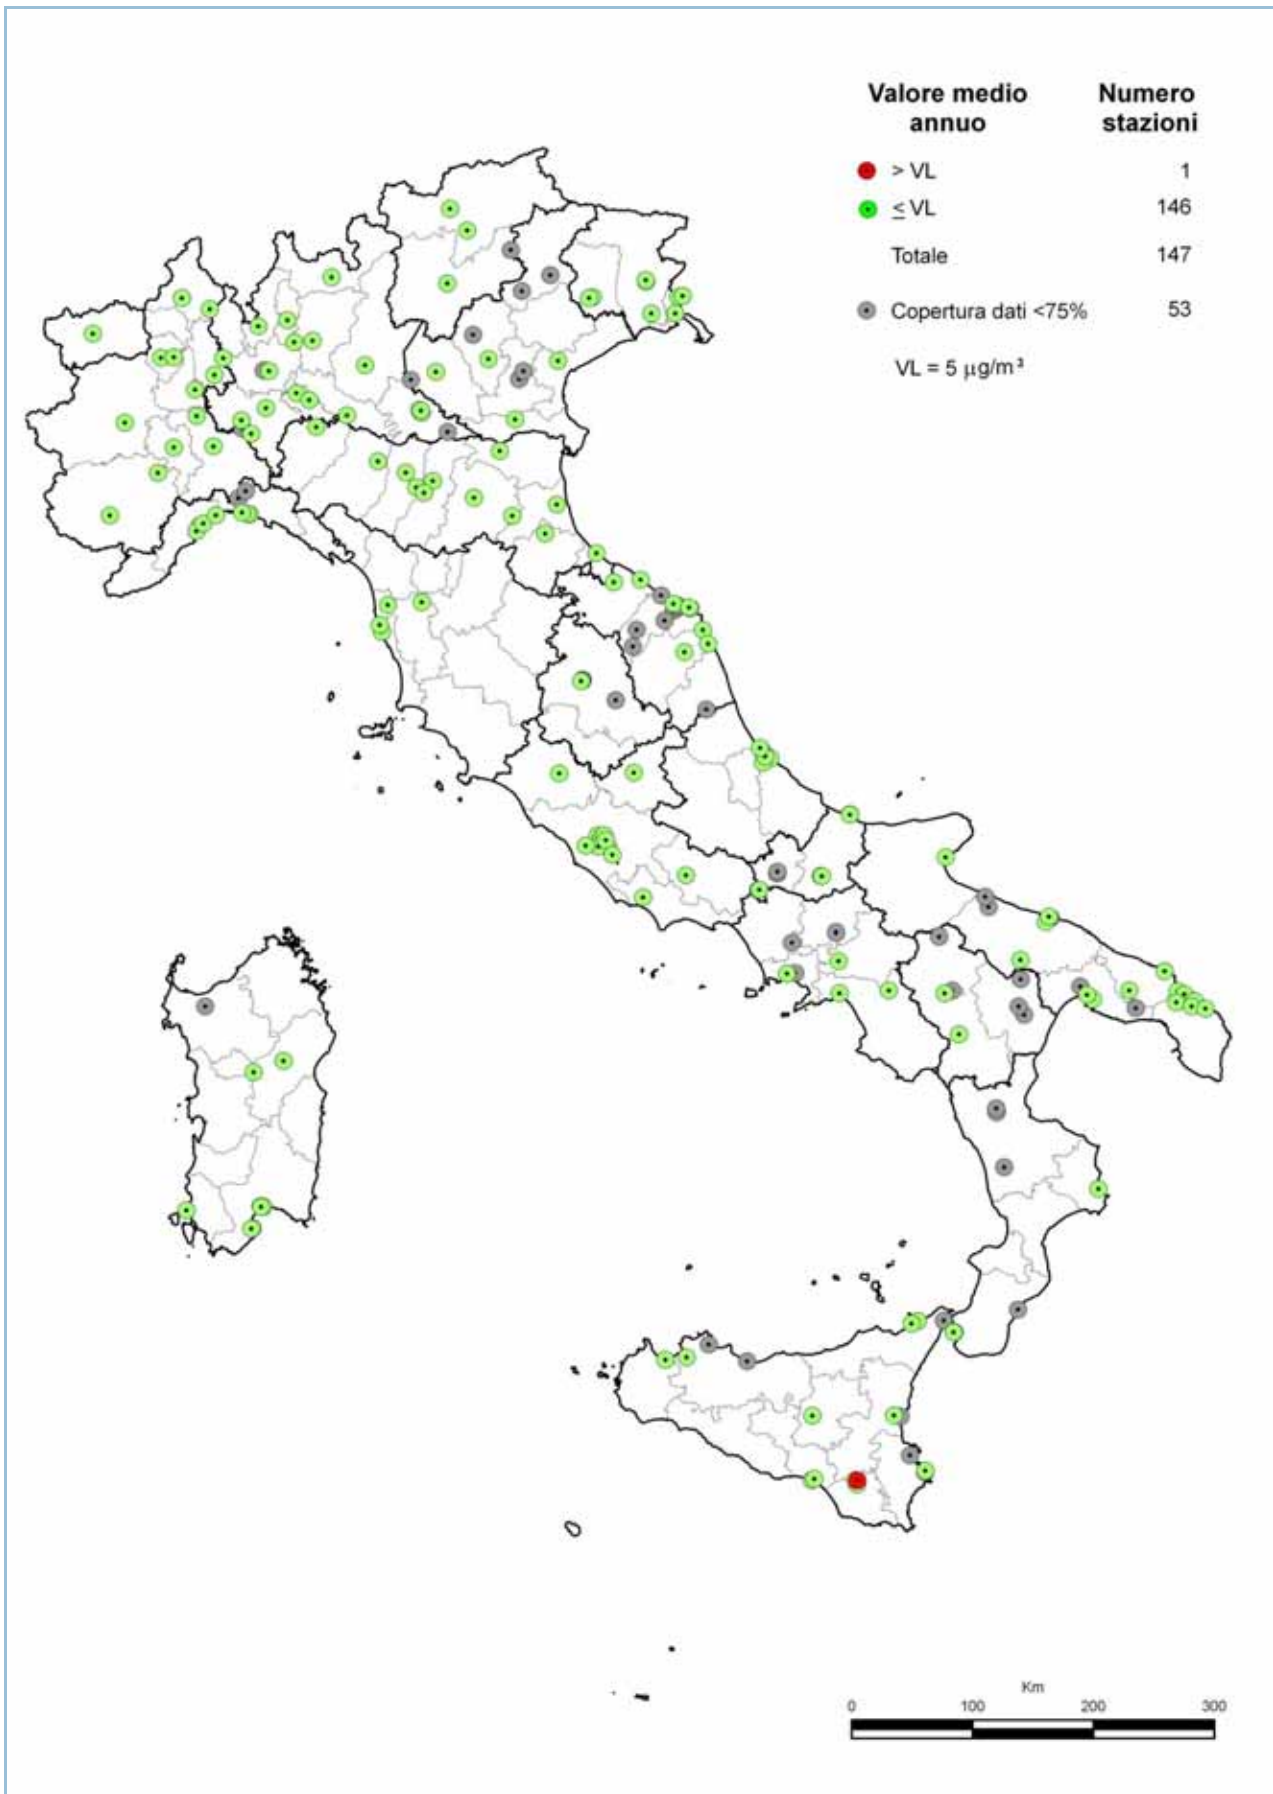 Valore medio annuo Numero stazioni
> VL 1
≤ VL 146
Totale 147
Copertura dati <75% 53
VL = 5 µg/m³
Km
0 100 200 300